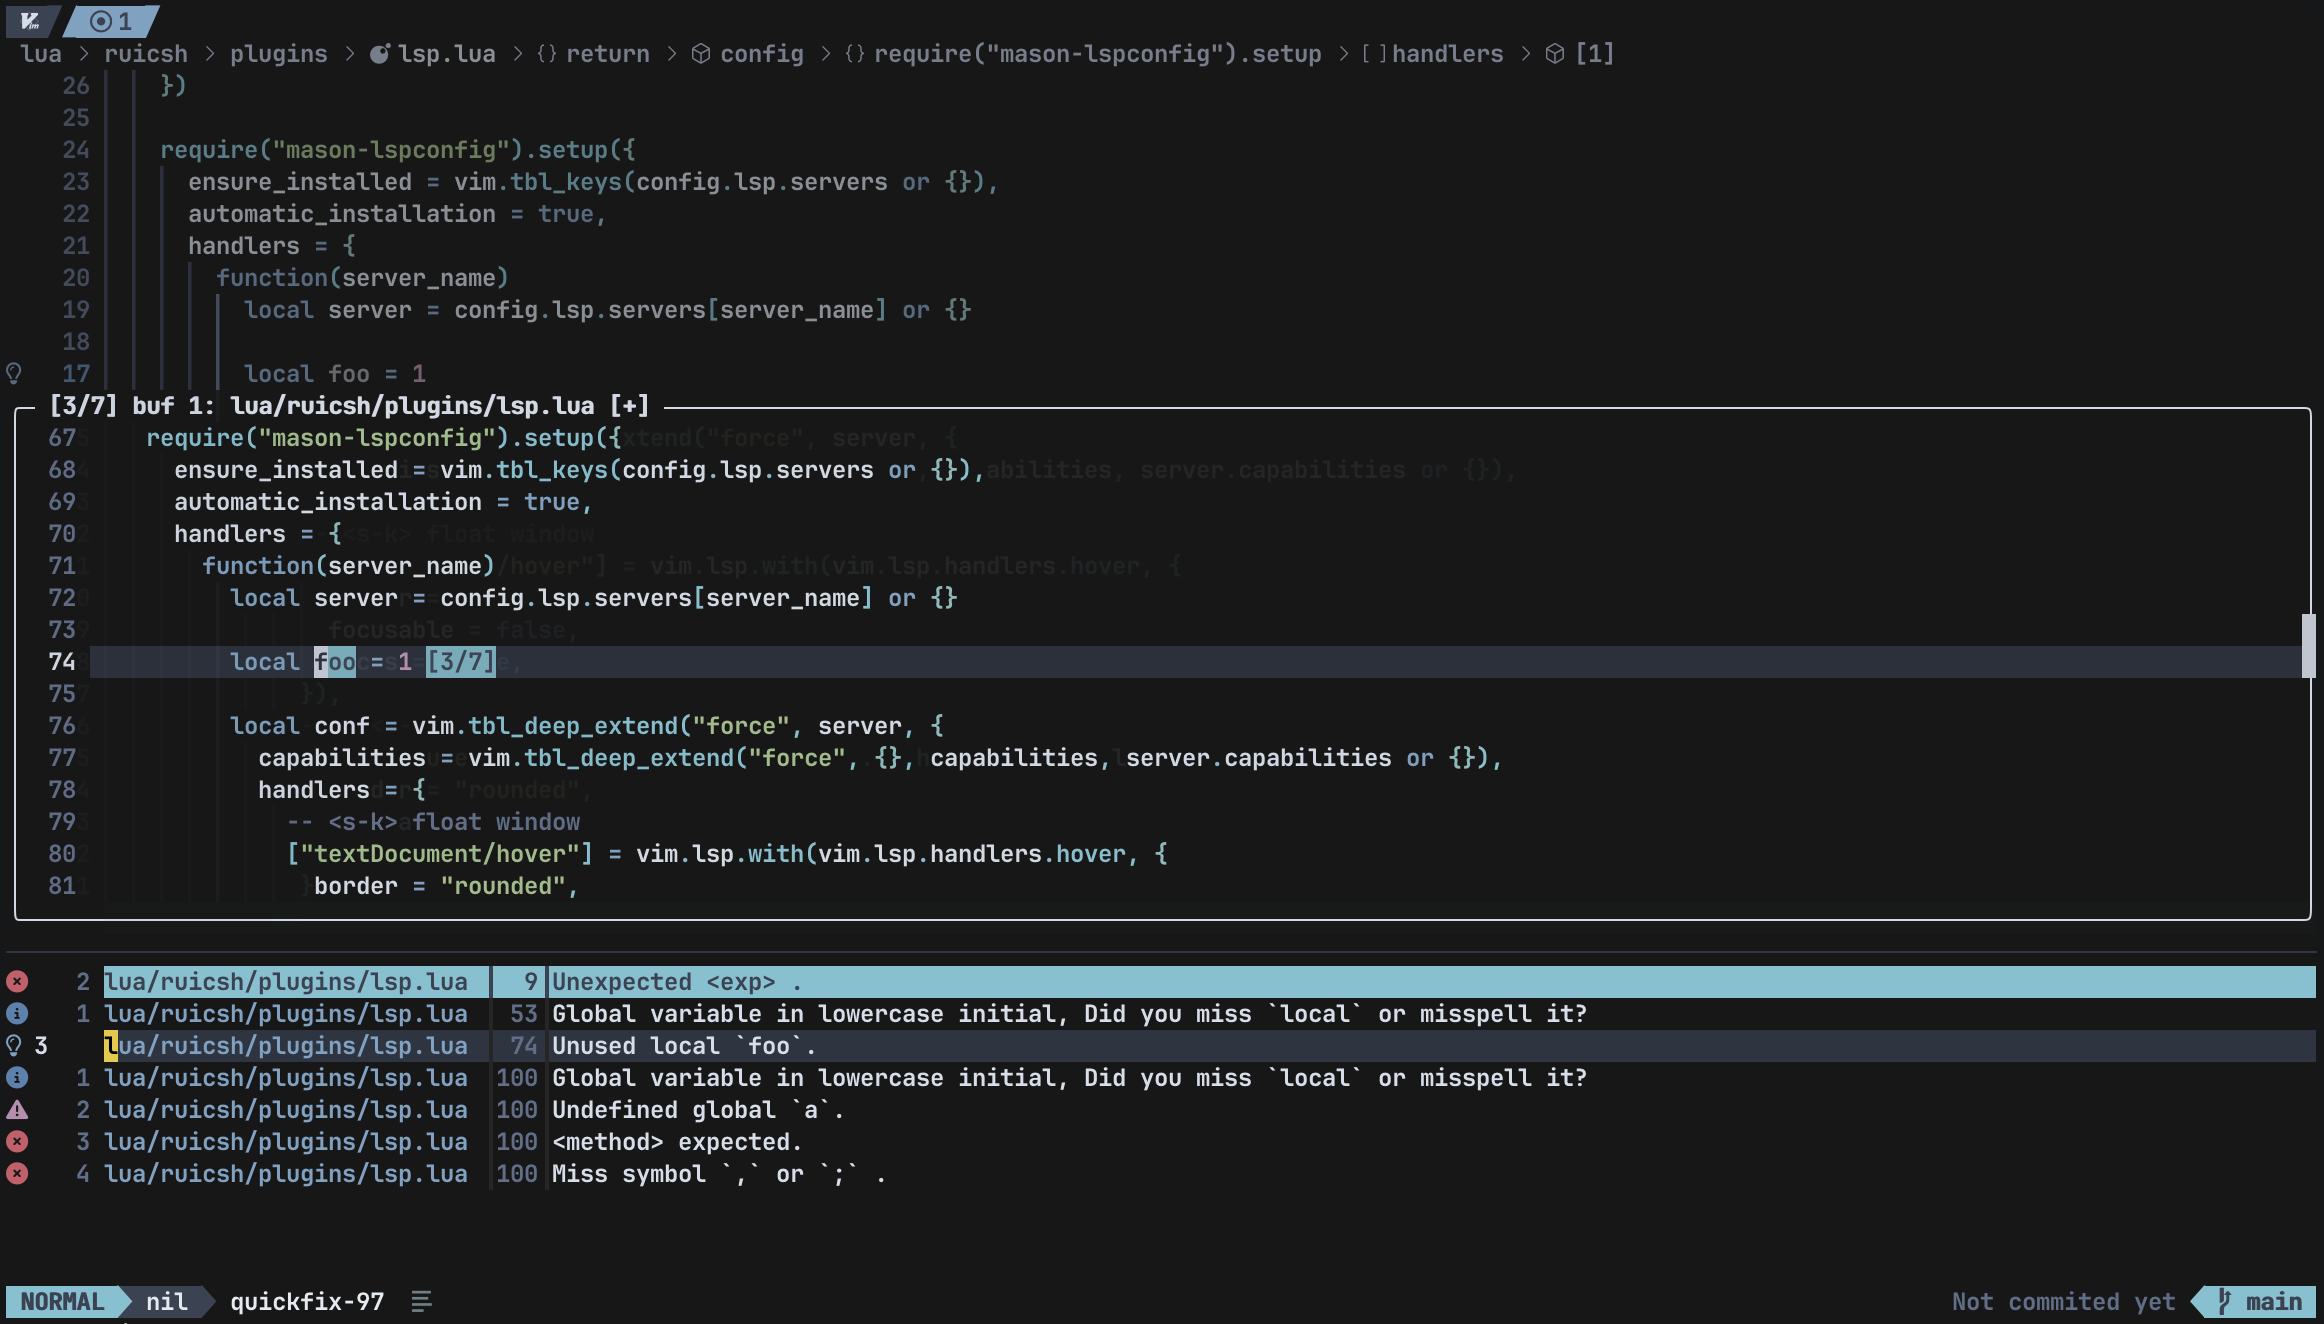 Vim 1
lua > ruicsh > plugins > lsp.lua > {} return > config > {} require("mason-lspconfig").setup > [ ] handlers > [1]
26 })
25
24 require("mason-lspconfig").setup({
23 ensure_installed = vim.tbl_keys(config.lsp.servers or {}),
22 automatic_installation = true,
21 handlers = {
20 function(server_name)
19 local server = config.lsp.servers[server_name] or {}
18
17 local foo = 1
[3/7] buf 1: lua/ruicsh/plugins/lsp.lua [+]
67 require("mason-lspconfig").setup({
68 ensure_installed = vim.tbl_keys(config.lsp.servers or {}),
69 automatic_installation = true,
70 handlers = {
71 function(server_name)
72 local server = config.lsp.servers[server_name] or {}
73
74 local foo = 1 [3/7]
75
76 local conf = vim.tbl_deep_extend("force", server, {
77 capabilities = vim.tbl_deep_extend("force", {}, capabilities, server.capabilities or {}),
78 handlers = {
79 -- <s-k> float window
80 ["textDocument/hover"] = vim.lsp.with(vim.lsp.handlers.hover, {
81 border = "rounded",
2 lua/ruicsh/plugins/lsp.lua 9 Unexpected <exp> .
1 lua/ruicsh/plugins/lsp.lua 53 Global variable in lowercase initial, Did you miss `local` or misspell it?
3 lua/ruicsh/plugins/lsp.lua 74 Unused local `foo`.
1 lua/ruicsh/plugins/lsp.lua 100 Global variable in lowercase initial, Did you miss `local` or misspell it?
2 lua/ruicsh/plugins/lsp.lua 100 Undefined global `a`.
3 lua/ruicsh/plugins/lsp.lua 100 <method> expected.
4 lua/ruicsh/plugins/lsp.lua 100 Miss symbol `,` or `;` .
NORMAL nil quickfix-97 Not commited yet main